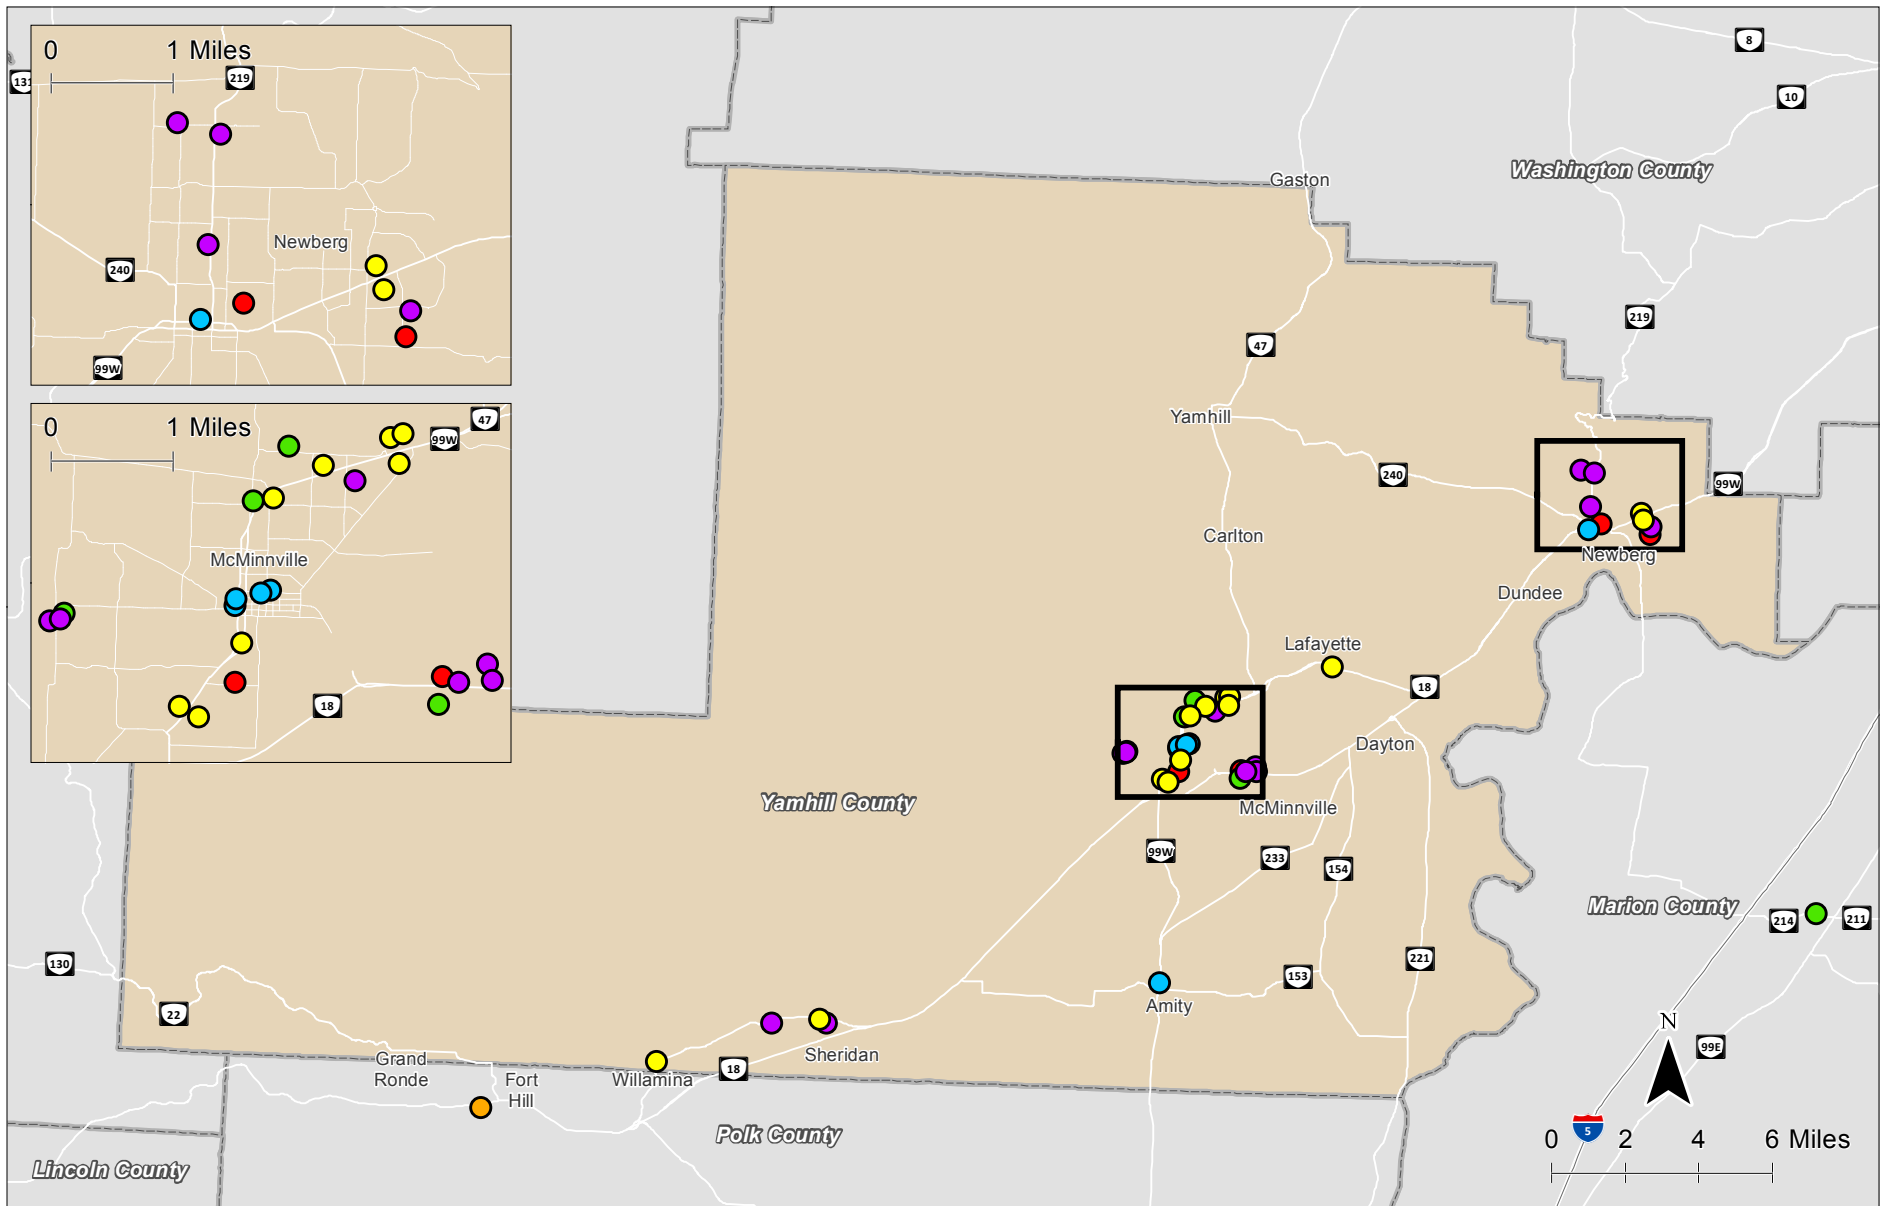 0 1 Miles
219
Newberg
240
99W
0 1 Miles
47
99W
McMinnville
18
8
10
Washington County
Gaston
219
47
Yamhill
240
99W
Carlton
Newberg
Dundee
Lafayette
18
Dayton
Yamhill County
McMinnville
99W
233
154
Marion County
214
211
221
130
153
22
Amity
N
99E
Grand
Ronde
Sheridan
18
Fort
Hill
Willamina
Polk County
5
0 2 4 6 Miles
Lincoln County